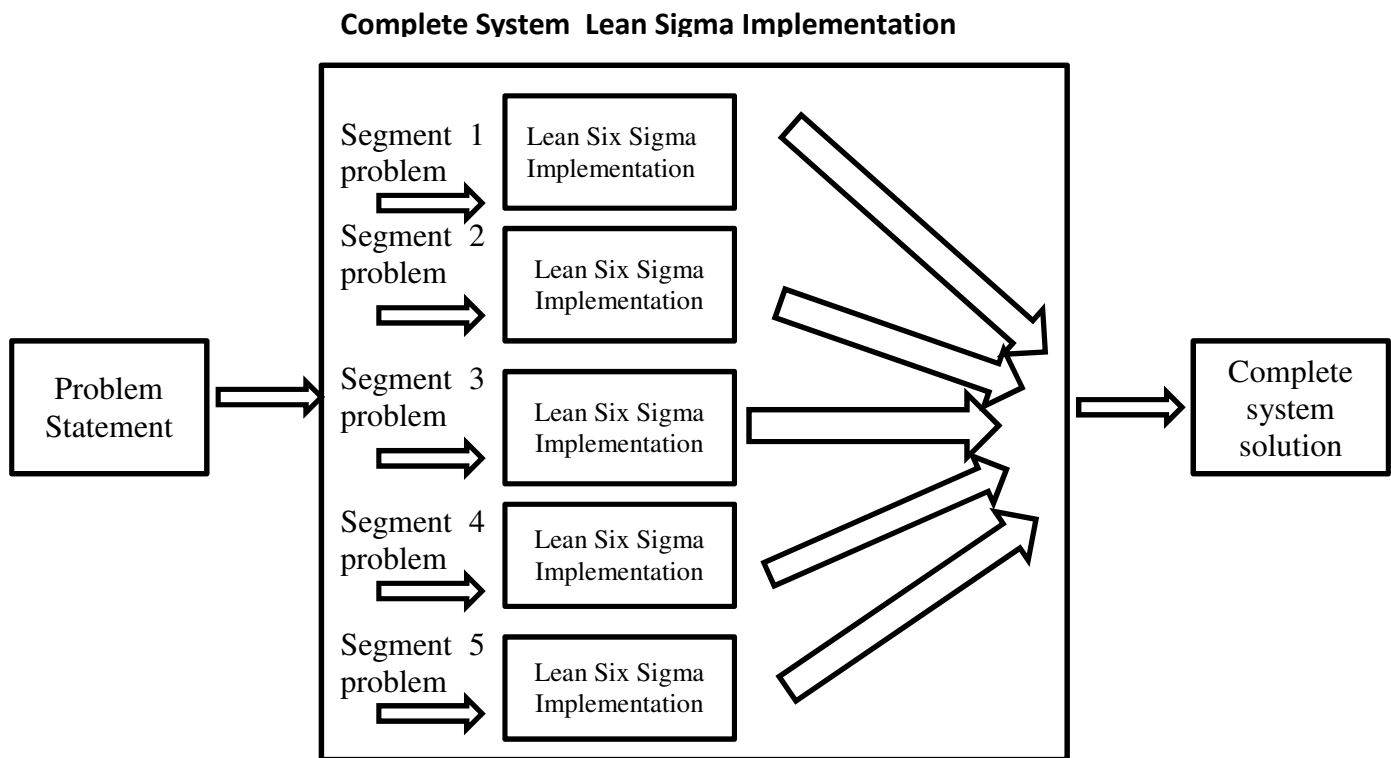 Complete System Lean Sigma Implementation
Segment 1
problem
Lean Six Sigma
Implementation
Segment 2
problem
Lean Six Sigma
Implementation
Problem
Statement
Segment 3
problem
Lean Six Sigma
Implementation
Complete
system
solution
Segment 4
problem
Lean Six Sigma
Implementation
Segment 5
problem
Lean Six Sigma
Implementation